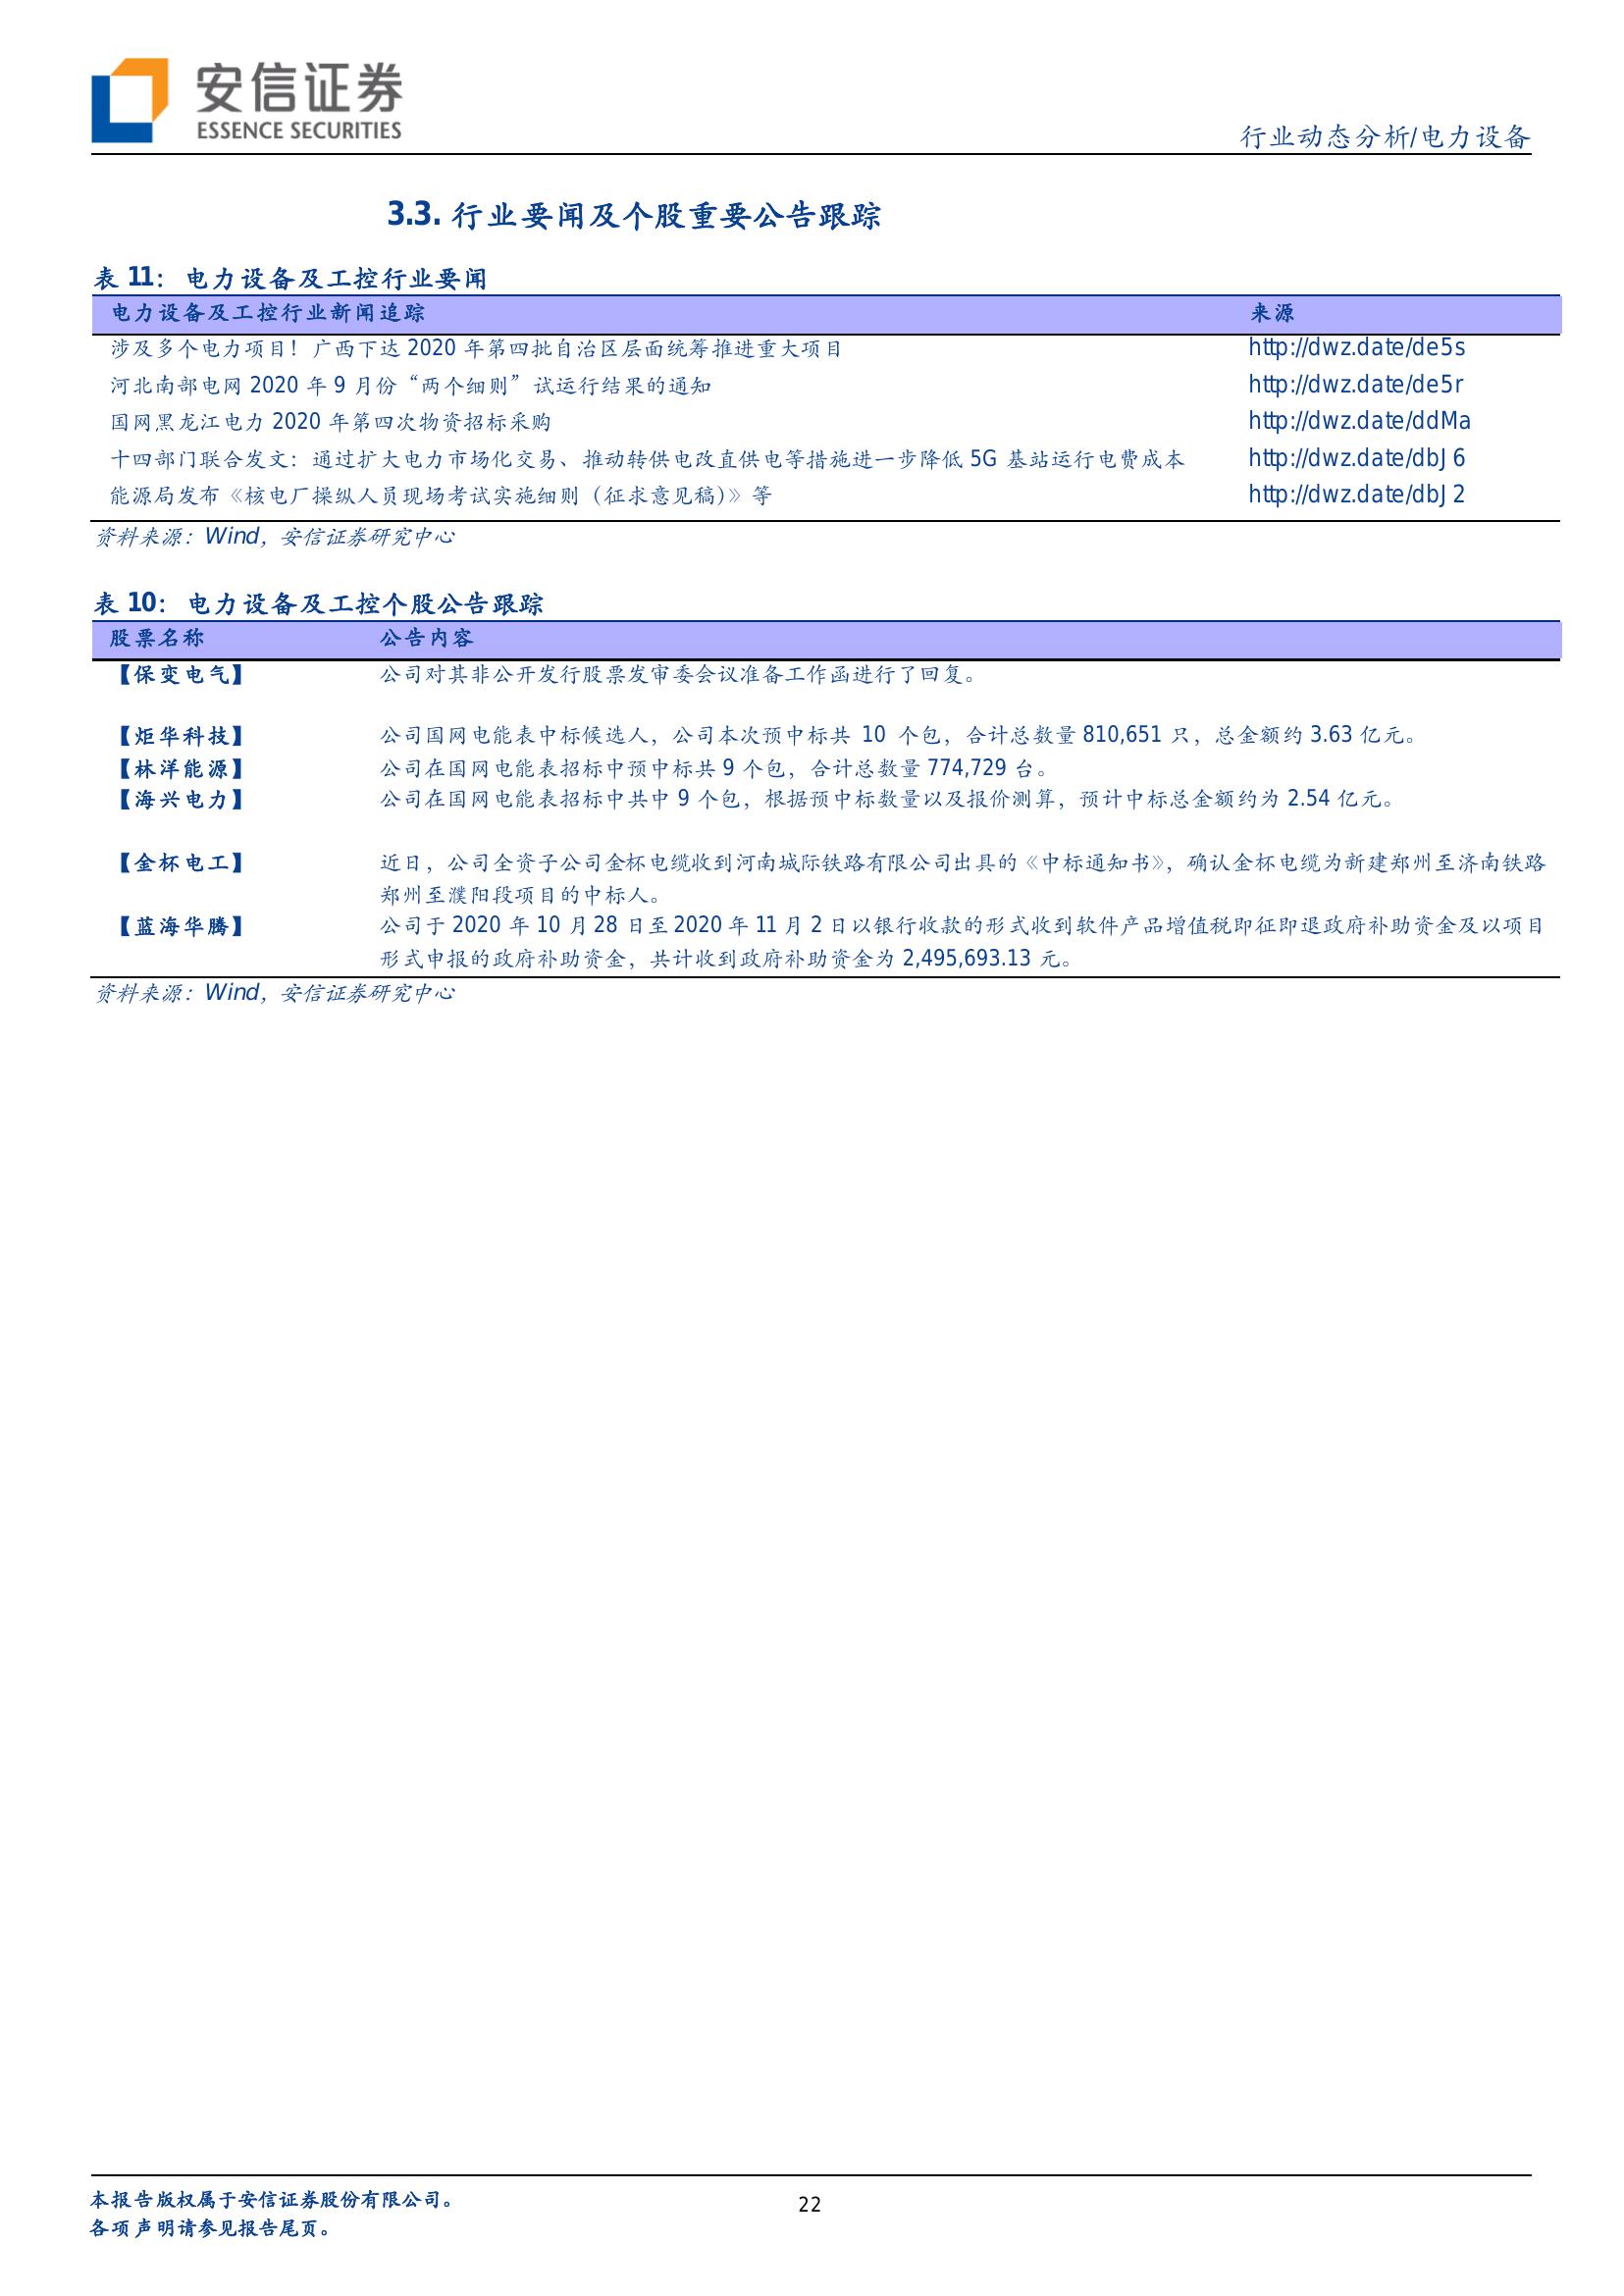 安信证券
ESSENCE SECURITIES
行业动态分析/电力设备
3.3. 行业要闻及个股重要公告跟踪
表 11： 电力设备及工控行业要闻
电力设备及工控行业新闻追踪 来源
涉及多个电力项目！广西下达 2020 年第四批自治区层面统筹推进重大项目 http://dwz.date/de5s
河北南部电网 2020 年 9 月份“两个细则”试运行结果的通知 http://dwz.date/de5r
国网黑龙江电力 2020 年第四次物资招标采购 http://dwz.date/ddMa
十四部门联合发文：通过扩大电力市场化交易、推动转供电改直供电等措施进一步降低 5G 基站运行电费成本 http://dwz.date/dbJ6
能源局发布《核电厂操纵人员现场考试实施细则（征求意见稿）》等 http://dwz.date/dbJ2
资料来源：Wind，安信证券研究中心
表 10： 电力设备及工控个股公告跟踪
股票名称 公告内容
【保变电气】 公司对其非公开发行股票发审委会议准备工作函进行了回复。
【炬华科技】 公司国网电能表中标候选人，公司本次预中标共 10 个包，合计总数量 810,651 只，总金额约 3.63 亿元。
【林洋能源】 公司在国网电能表招标中预中标共 9 个包，合计总数量 774,729 台。
【海兴电力】 公司在国网电能表招标中共中 9 个包，根据预中标数量以及报价测算，预计中标总金额约为 2.54 亿元。
【金杯电工】 近日，公司全资子公司金杯电缆收到河南城际铁路有限公司出具的《中标通知书》，确认金杯电缆为新建郑州至济南铁路
郑州至濮阳段项目的中标人。
【蓝海华腾】 公司于 2020 年 10 月 28 日至 2020 年 11 月 2 日以银行收款的形式收到软件产品增值税即征即退政府补助资金及以项目
形式申报的政府补助资金，共计收到政府补助资金为 2,495,693.13 元。
资料来源：Wind，安信证券研究中心
本报告版权属于安信证券股份有限公司。
22
各项声明请参见报告尾页。